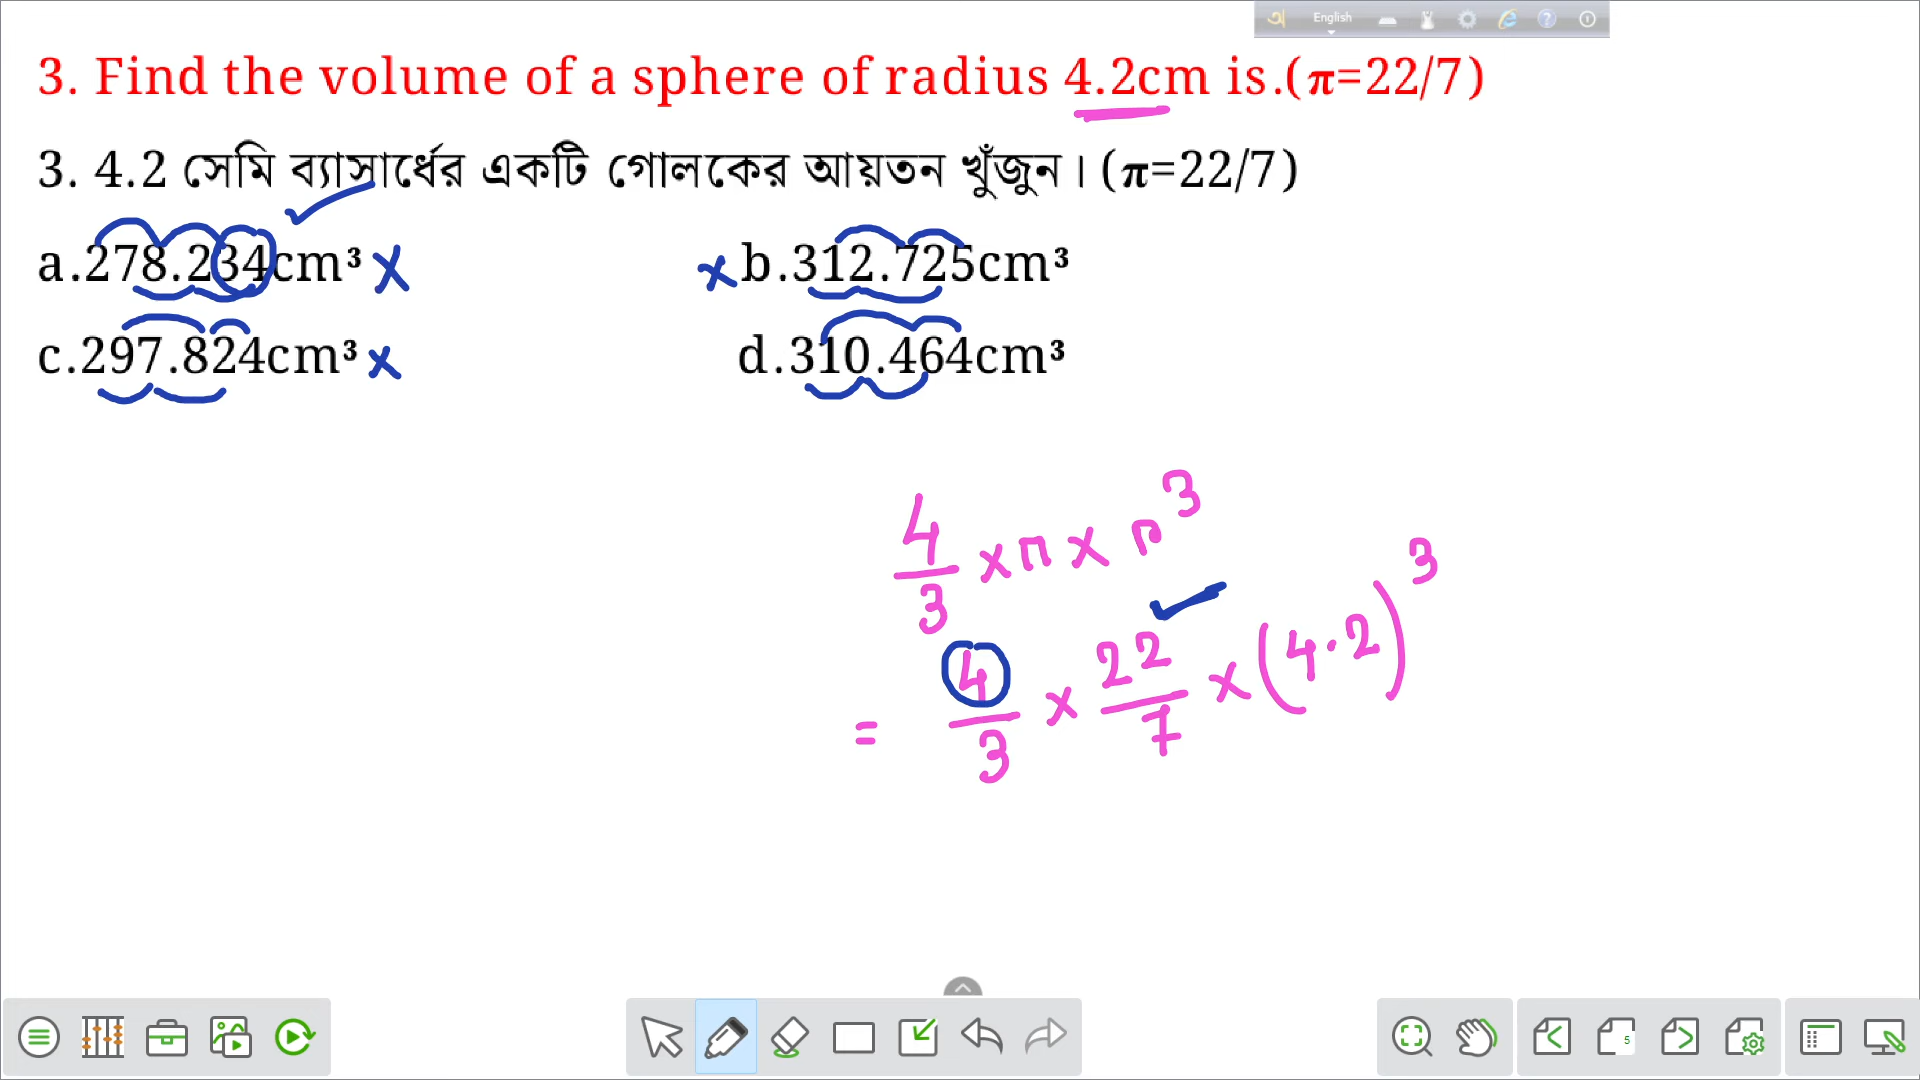 English
3. Find the volume of a sphere of radius 4.2cm is.(π=22/7)
3. 4.2 সেমি ব্যাসার্ধের একটি গোলকের আয়তন খুঁজুন। (π=22/7)
a.278.234cm³ x
x b.312.725cm³
c.297.824cm³ x
d.310.464cm³
4/3 x π x r³
= 4/3 x 22/7 x (4.2)³
5